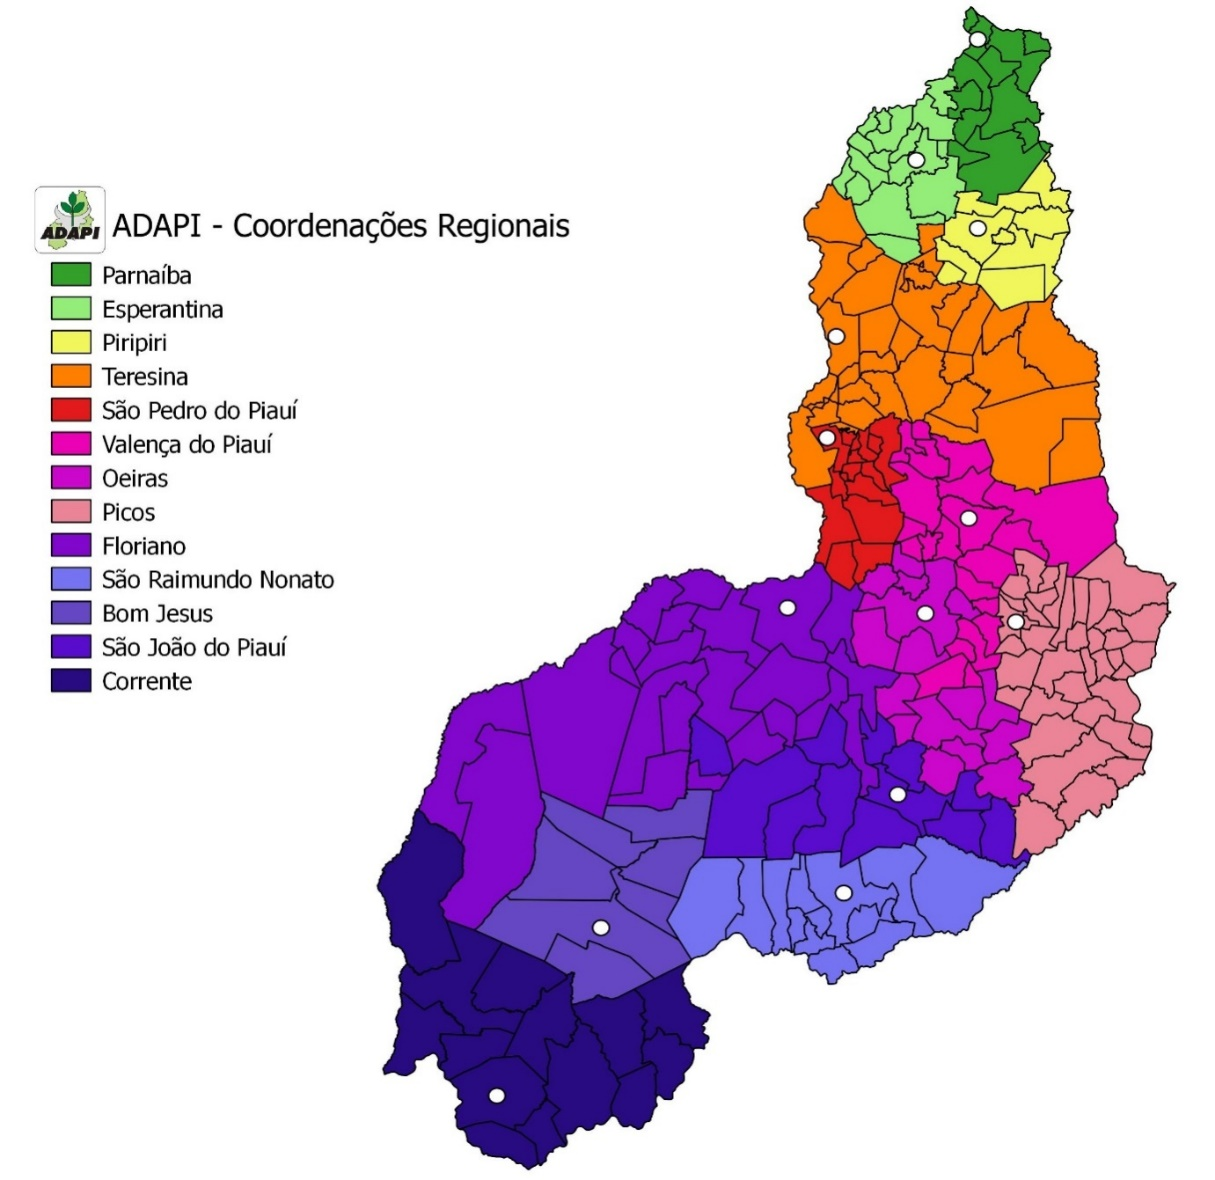 ADAPI
ADAPI - Coordenações Regionais
Parnaíba
Esperantina
Piripiri
Teresina
São Pedro do Piauí
Valença do Piauí
Oeiras
Picos
Floriano
São Raimundo Nonato
Bom Jesus
São João do Piauí
Corrente